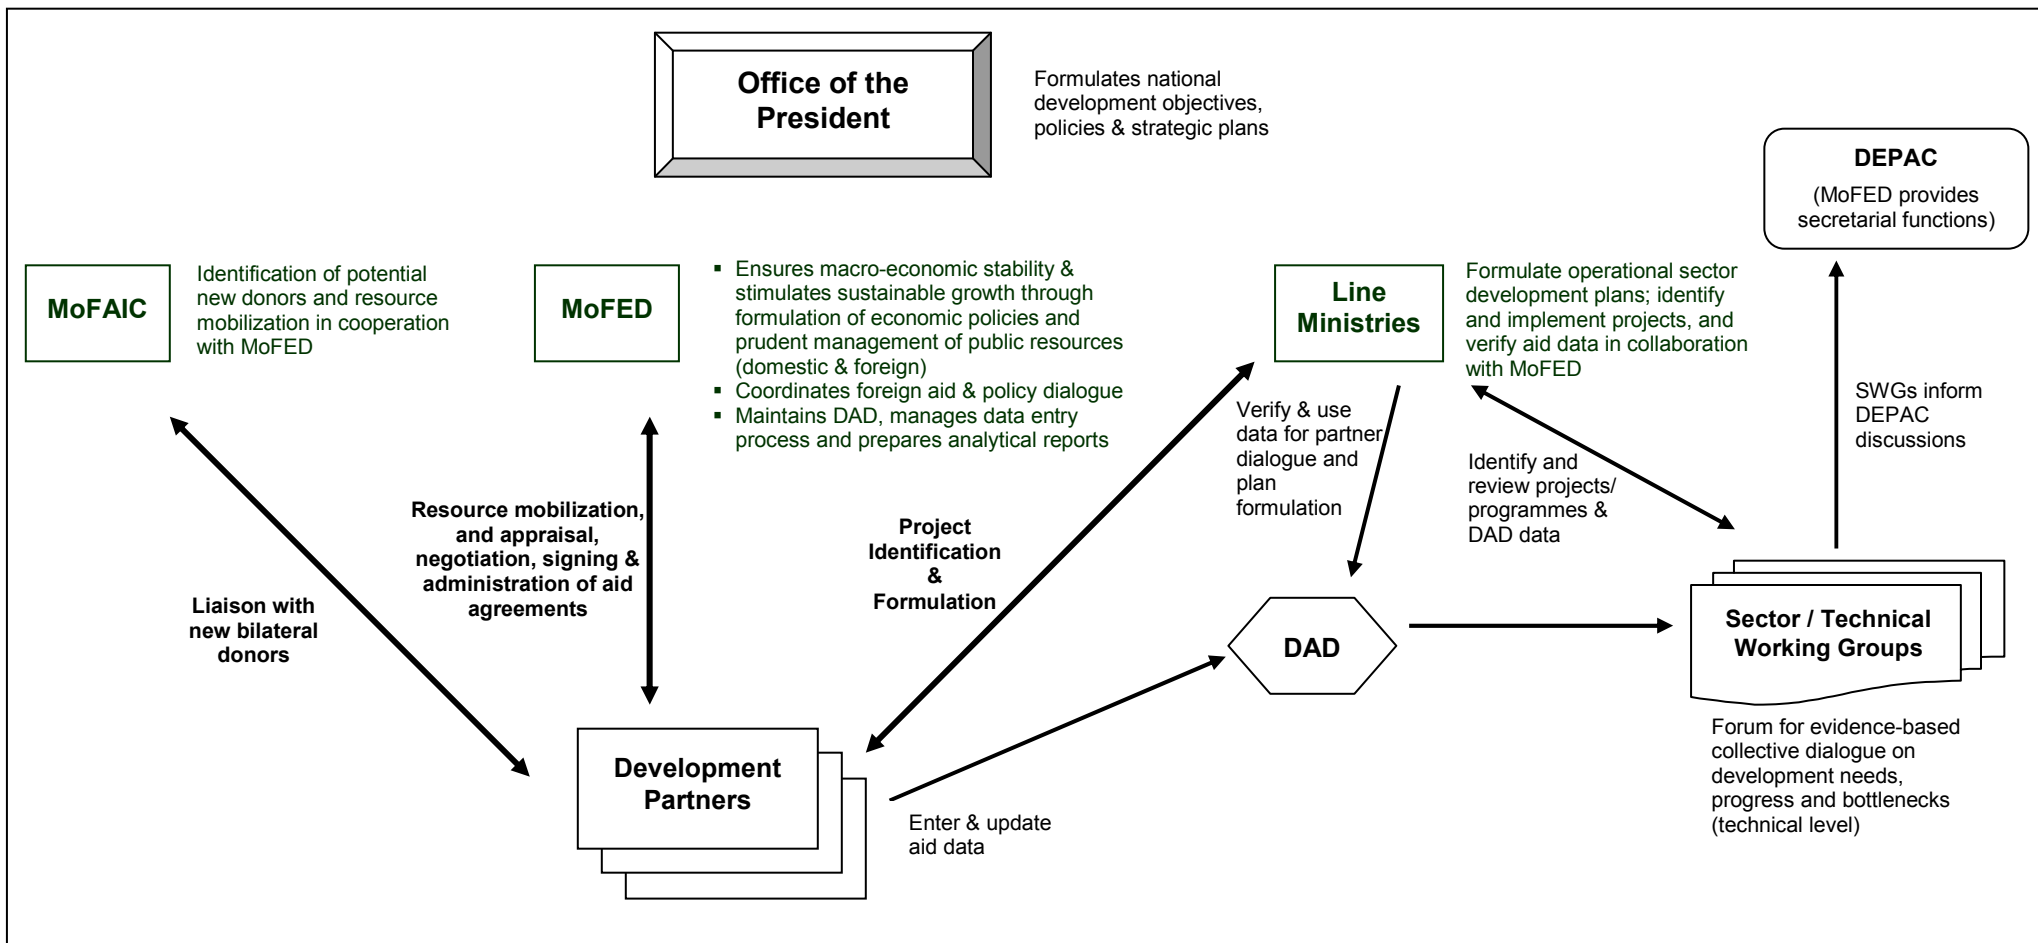 Office of the
President
Formulates national
development objectives,
policies & strategic plans
DEPAC
(MoFED provides
secretarial functions)
MoFAIC
Identification of potential
new donors and resource
mobilization in cooperation
with MoFED
MoFED
▪ Ensures macro-economic stability &
stimulates sustainable growth through
formulation of economic policies and
prudent management of public resources
(domestic & foreign)
▪ Coordinates foreign aid & policy dialogue
▪ Maintains DAD, manages data entry
process and prepares analytical reports
Line
Ministries
Formulate operational sector
development plans; identify
and implement projects, and
verify aid data in collaboration
with MoFED
SWGs inform
DEPAC
discussions
Verify & use
data for partner
dialogue and
plan
formulation
Identify and
review projects/
programmes &
DAD data
Resource mobilization,
and appraisal,
negotiation, signing &
administration of aid
agreements
Project
Identification
&
Formulation
Liaison with
new bilateral
donors
DAD
Sector / Technical
Working Groups
Forum for evidence-based
collective dialogue on
development needs,
progress and bottlenecks
(technical level)
Development
Partners
Enter & update
aid data